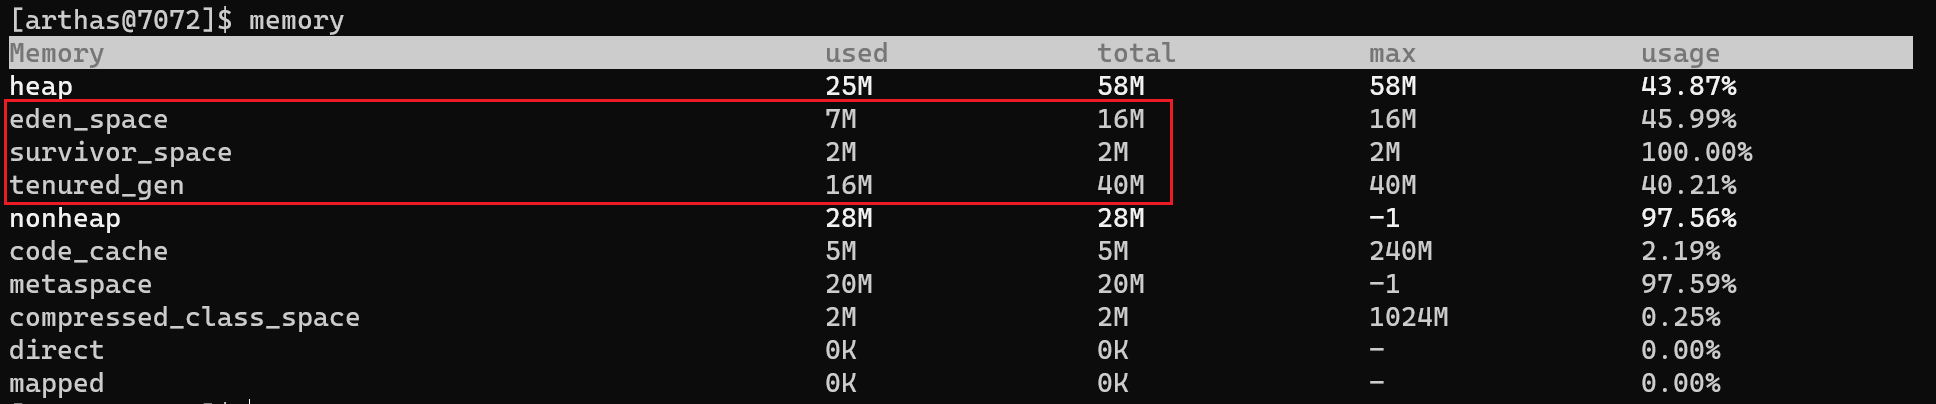 [arthas@7072]$ memory
Memory used total max usage
heap 25M 58M 58M 43.87%
eden_space 7M 16M 16M 45.99%
survivor_space 2M 2M 2M 100.00%
tenured_gen 16M 40M 40M 40.21%
nonheap 28M 28M -1 97.56%
code_cache 5M 5M 240M 2.19%
metaspace 20M 20M -1 97.59%
compressed_class_space 2M 2M 1024M 0.25%
direct 0K 0K - 0.00%
mapped 0K 0K - 0.00%